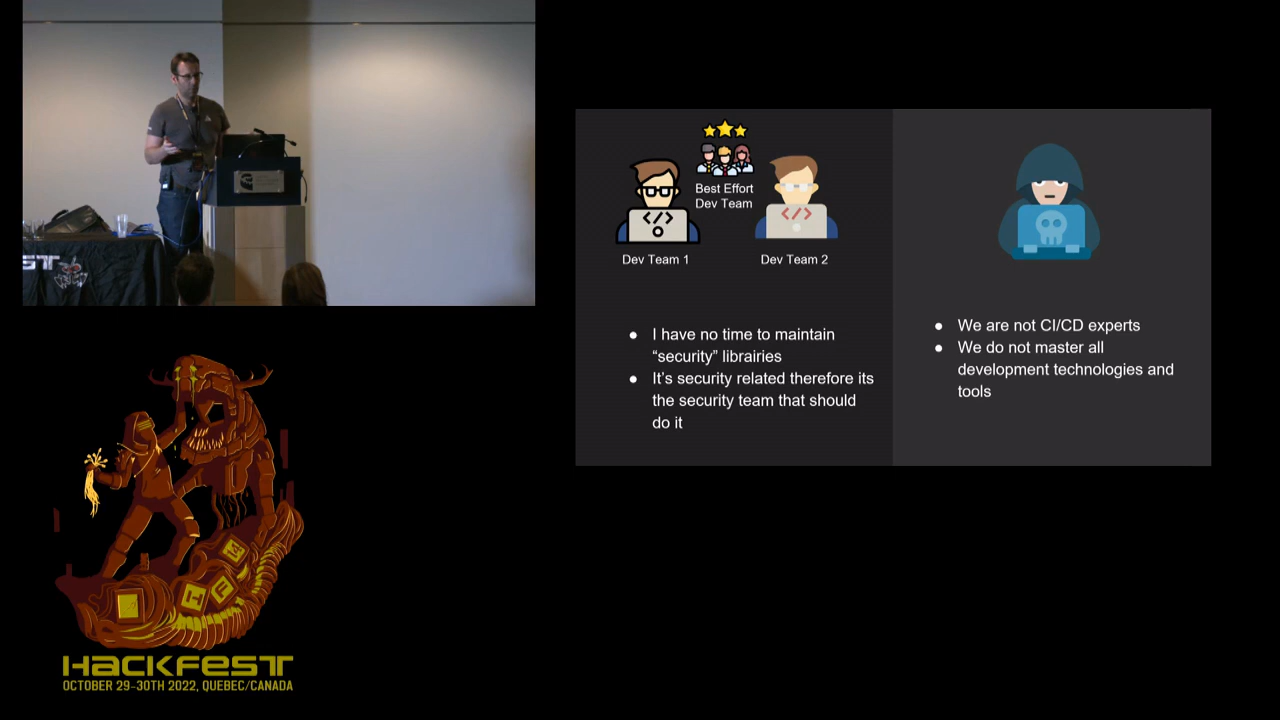 ST
Best Effort
Dev Team
Dev Team 1
Dev Team 2
● I have no time to maintain
“security” librairies
● It's security related therefore its
the security team that should
do it
● We are not CI/CD experts
● We do not master all
development technologies and
tools
HACKFEST
OCTOBER 29-30TH 2022, QUEBEC/CANADA